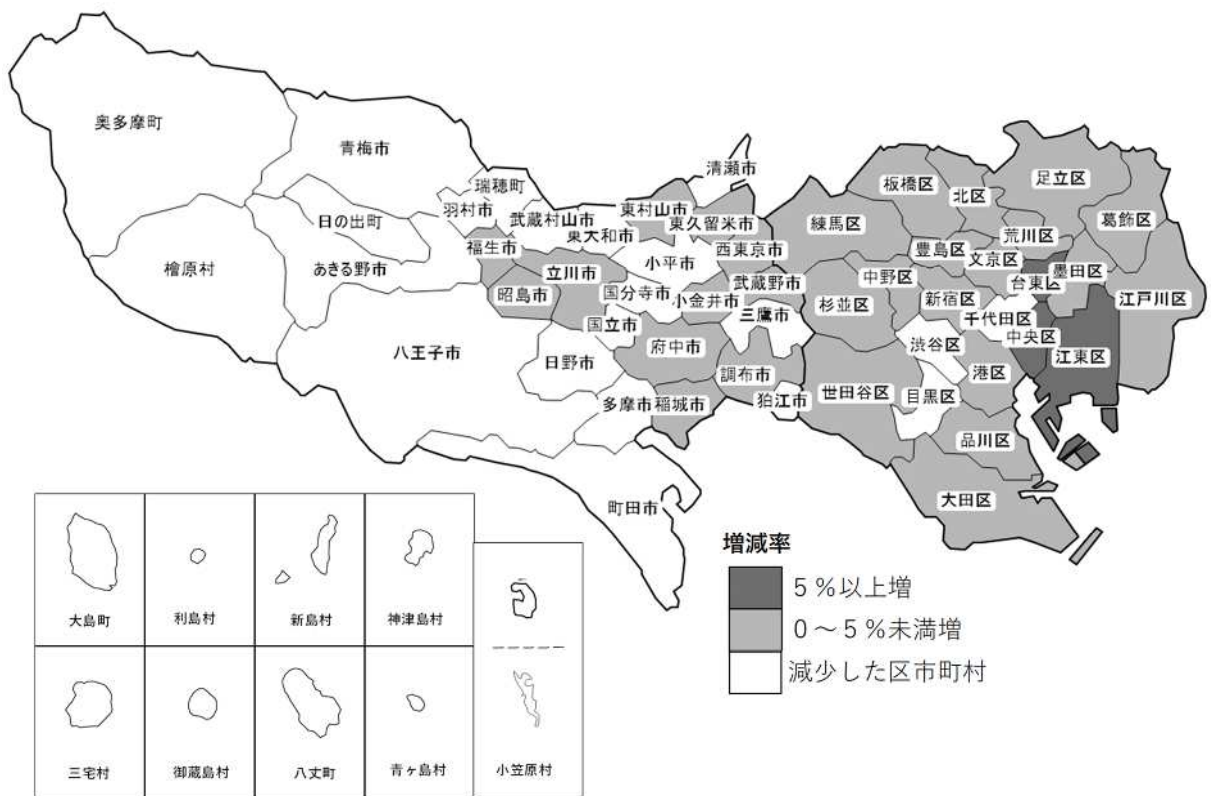 奥多摩町
青梅市
瑞穂町
清瀬市
羽村市
武蔵村山市
東村山市
東久留米市
日の出町
東大和市
西東京市
福生市
檜原村
あきる野市
立川市
小平市
昭島市
国分寺市
小金井市
武蔵野市
国立市
三鷹市
八王子市
日野市
府中市
調布市
多摩市
稲城市
狛江市
町田市
足立区
板橋区
北区
葛飾区
練馬区
荒川区
豊島区
文京区
墨田区
台東区
中野区
江戸川区
杉並区
新宿区
千代田区
中央区
渋谷区
江東区
港区
世田谷区
目黒区
品川区
大田区
大島町
利島村
新島村
神津島村
三宅村
御蔵島村
八丈町
青ヶ島村
小笠原村
増減率
5%以上増
0～5%未満増
減少した区市町村